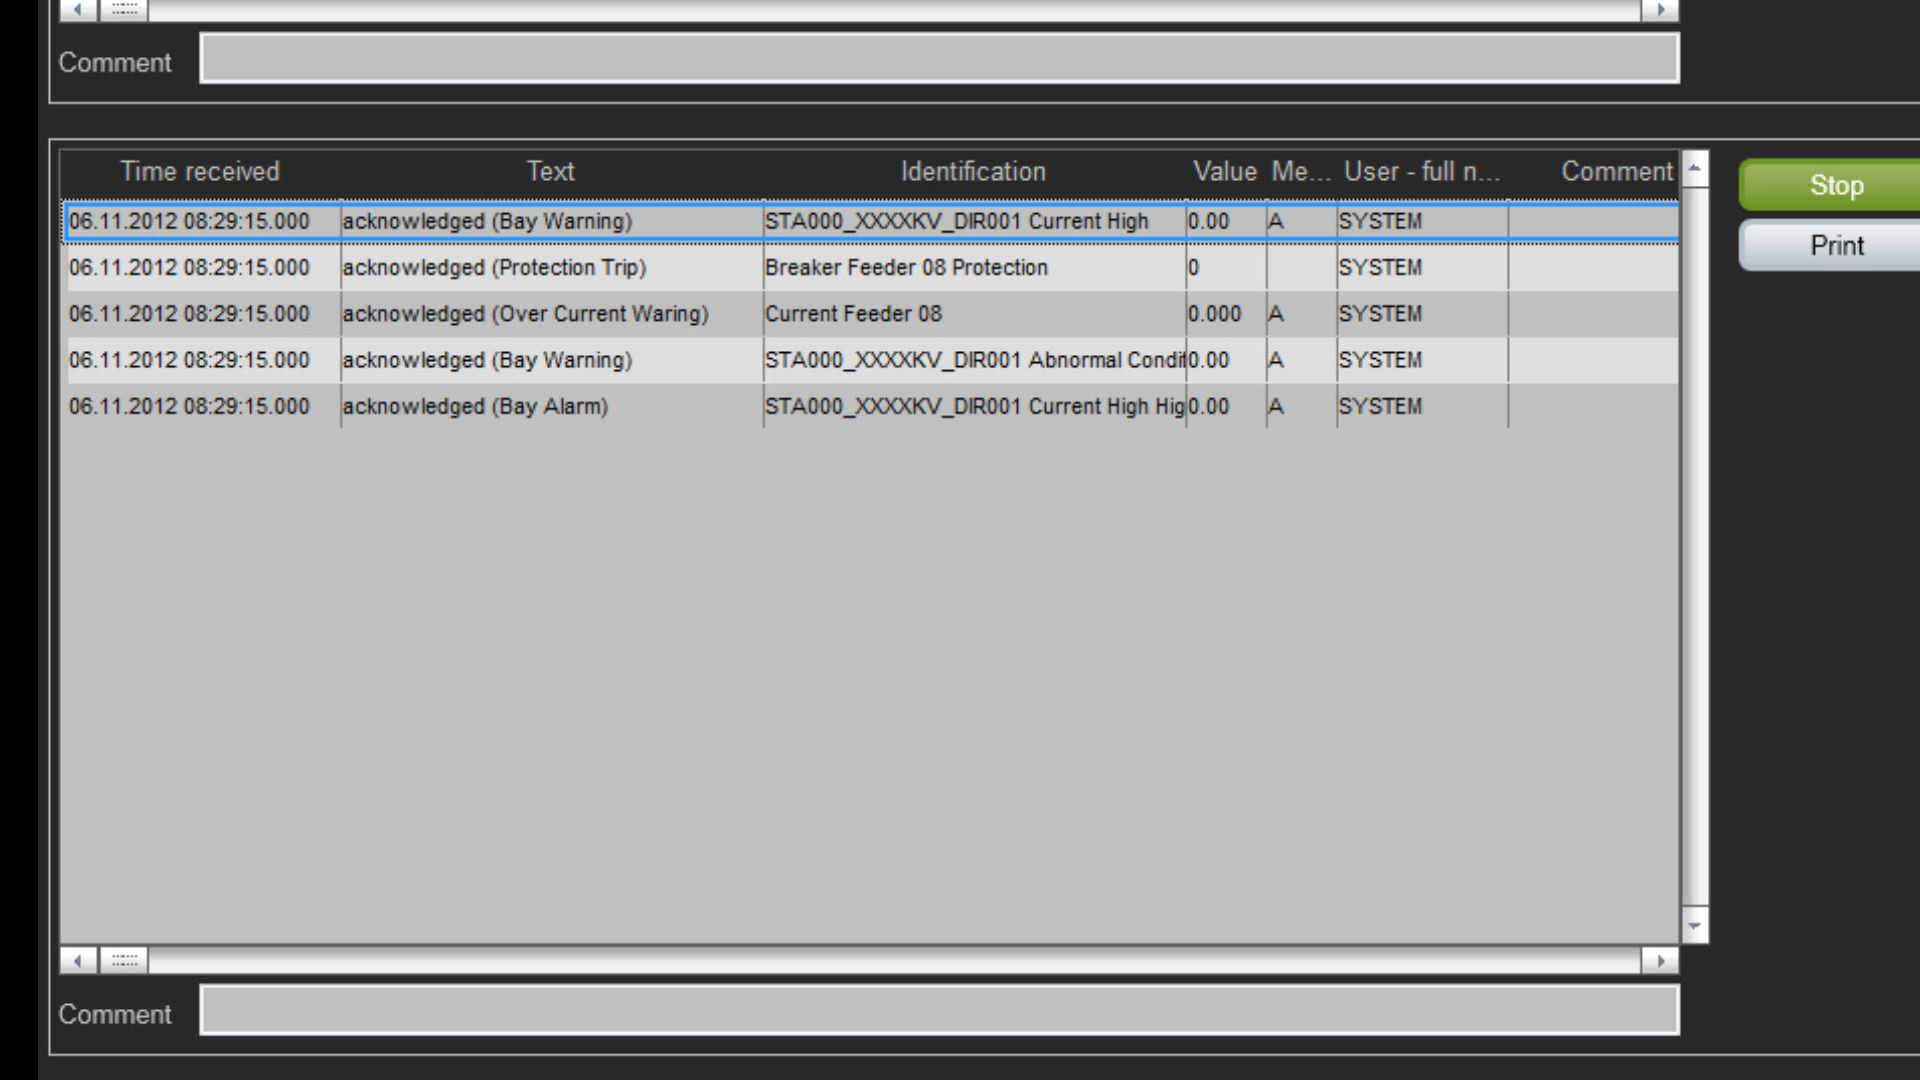 Comment
Time received Text Identification Value Me... User - full n... Comment
Stop
06.11.2012 08:29:15.000 acknowledged (Bay Warning) STA000_XXXXKV_DIR001 Current High 0.00 A SYSTEM
Print
06.11.2012 08:29:15.000 acknowledged (Protection Trip) Breaker Feeder 08 Protection 0 SYSTEM
06.11.2012 08:29:15.000 acknowledged (Over Current Waring) Current Feeder 08 0.000 A SYSTEM
06.11.2012 08:29:15.000 acknowledged (Bay Warning) STA000_XXXXKV_DIR001 Abnormal Condit 0.00 A SYSTEM
06.11.2012 08:29:15.000 acknowledged (Bay Alarm) STA000_XXXXKV_DIR001 Current High Hig 0.00 A SYSTEM
Comment